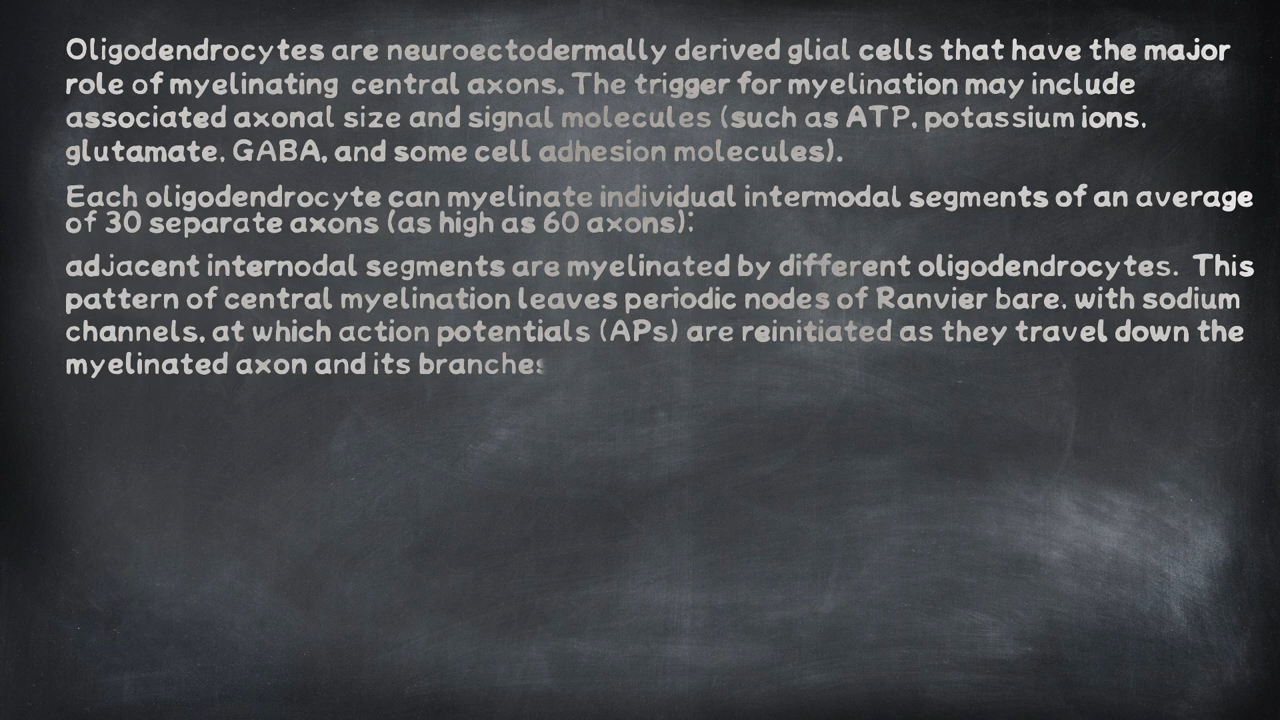 Oligodendrocytes are neuroectodermally derived glial cells that have the major
role of myelinating central axons. The trigger for myelination may include
associated axonal size and signal molecules (such as ATP, potassium ions,
glutamate, GABA, and some cell adhesion molecules).
Each oligodendrocyte can myelinate individual intermodal segments of an average
of 30 separate axons (as high as 60 axons);
adjacent internodal segments are myelinated by different oligodendrocytes. This
pattern of central myelination leaves periodic nodes of Ranvier bare, with sodium
channels, at which action potentials (APs) are reinitiated as they travel down the
myelinated axon and its branches